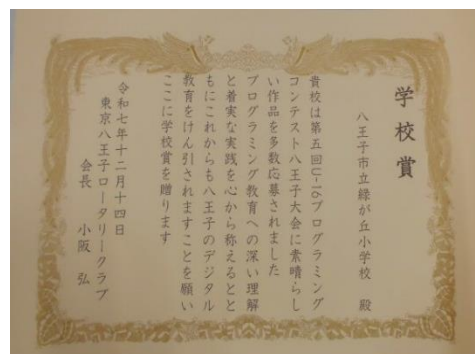 学校賞
八王子市立緑が丘小学校 殿
貴校は第五回U-16プログラミング
コンテスト八王子大会に素晴らし
い作品を多数応募されました
プログラミング教育への深い理解
と着実な実践を心から称えるとと
もにこれからも八王子のデジタル
教育をけん引されますことを願い
ここに学校賞を贈ります
令和七年十二月十四日
東京八王子ロータリークラブ
会長 小阪 弘